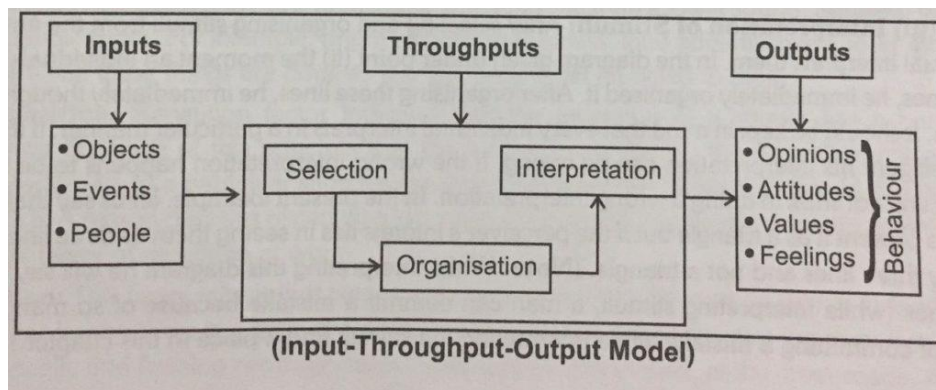 Inputs
Throughputs
Outputs
• Objects
• Events
• People
Selection
Organisation
Interpretation
• Opinions
• Attitudes
• Values
• Feelings
Behaviour
(Input-Throughput-Output Model)